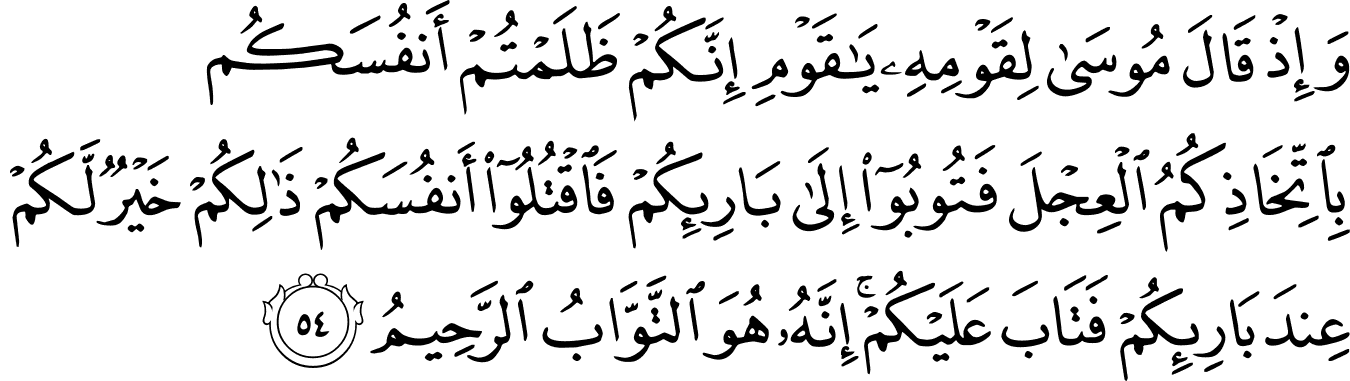 وَإِذْ قَالَ مُوسَىٰ لِقَوْمِهِۦ يَـٰقَوْمِ إِنَّكُمْ ظَلَمْتُمْ أَنفُسَكُم
بِٱتِّخَاذِكُمُ ٱلْعِجْلَ فَتُوبُوٓا۟ إِلَىٰ بَارِئِكُمْ فَٱقْتُلُوٓا۟ أَنفُسَكُمْ ذَٰلِكُمْ خَيْرٌ لَّكُمْ
عِندَ بَارِئِكُمْ فَتَابَ عَلَيْكُمْ ۚ إِنَّهُۥ هُوَ ٱلتَّوَّابُ ٱلرَّحِيمُ ٥٤